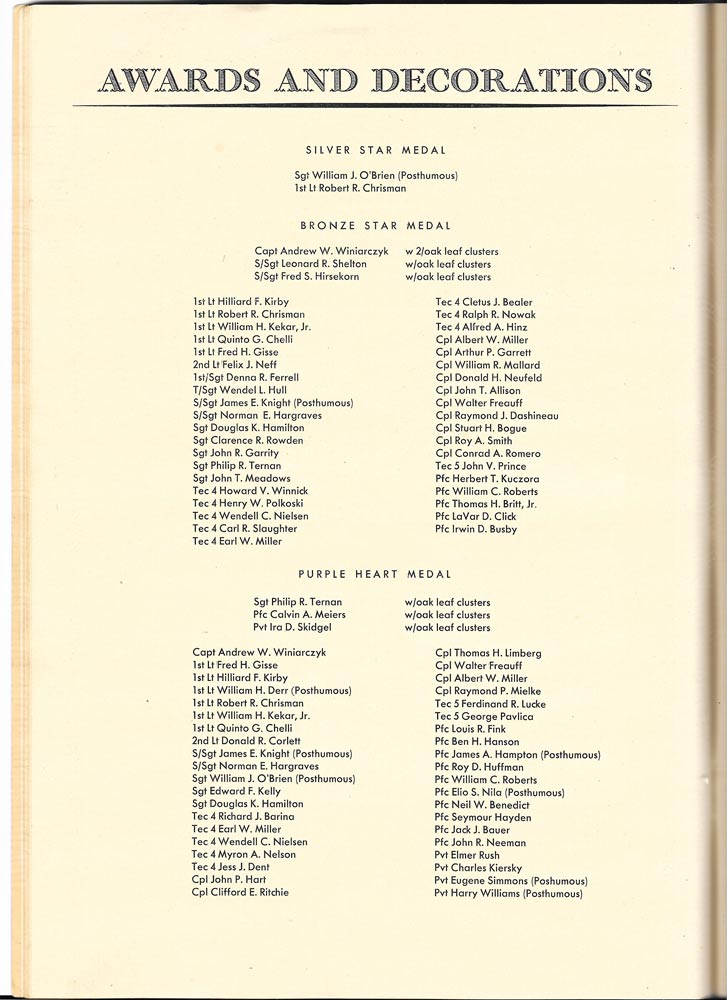 AWARDS AND DECORATIONS
SILVER STAR MEDAL
Sgt William J. O'Brien (Posthumous)
1st Lt Robert R. Chrisman
BRONZE STAR MEDAL
Capt Andrew W. Winiarczyk w 2/oak leaf clusters
S/Sgt Leonard R. Shelton w/oak leaf clusters
S/Sgt Fred S. Hirsekorn w/oak leaf clusters
1st Lt Hilliard F. Kirby
1st Lt Robert R. Chrisman
1st Lt William H. Kekar, Jr.
1st Lt Quinto G. Chelli
1st Lt Fred H. Gisse
2nd Lt Felix J. Neff
1st/Sgt Denna R. Ferrell
T/Sgt Wendel L. Hull
S/Sgt James E. Knight (Posthumous)
S/Sgt Norman E. Hargraves
Sgt Douglas K. Hamilton
Sgt Clarence R. Rowden
Sgt John R. Garrity
Sgt Philip R. Ternan
Sgt John T. Meadows
Tec 4 Howard V. Winnick
Tec 4 Henry W. Polkoski
Tec 4 Wendell C. Nielsen
Tec 4 Carl R. Slaughter
Tec 4 Earl W. Miller
Tec 4 Cletus J. Bealer
Tec 4 Ralph R. Nowak
Tec 4 Alfred A. Hinz
Cpl Albert W. Miller
Cpl Arthur P. Garrett
Cpl William R. Mallard
Cpl Donald H. Neufeld
Cpl John T. Allison
Cpl Walter Freauff
Cpl Raymond J. Dashineau
Cpl Stuart H. Bogue
Cpl Roy A. Smith
Cpl Conrad A. Romero
Tec 5 John V. Prince
Pfc Herbert T. Kuczora
Pfc William C. Roberts
Pfc Thomas H. Britt, Jr.
Pfc LaVar D. Click
Pfc Irwin D. Busby
PURPLE HEART MEDAL
Sgt Philip R. Ternan w/oak leaf clusters
Pfc Calvin A. Meiers w/oak leaf clusters
Pvt Ira D. Skidgel w/oak leaf clusters
Capt Andrew W. Winiarczyk
1st Lt Fred H. Gisse
1st Lt Hilliard F. Kirby
1st Lt William H. Derr (Posthumous)
1st Lt Robert R. Chrisman
1st Lt William H. Kekar, Jr.
1st Lt Quinto G. Chelli
2nd Lt Donald R. Corlett
S/Sgt James E. Knight (Posthumous)
S/Sgt Norman E. Hargraves
Sgt William J. O'Brien (Posthumous)
Sgt Edward F. Kelly
Sgt Douglas K. Hamilton
Tec 4 Richard J. Barina
Tec 4 Earl W. Miller
Tec 4 Wendell C. Nielsen
Tec 4 Myron A. Nelson
Tec 4 Jess J. Dent
Cpl John P. Hart
Cpl Clifford E. Ritchie
Cpl Thomas H. Limberg
Cpl Walter Freauff
Cpl Albert W. Miller
Cpl Raymond P. Mielke
Tec 5 Ferdinand R. Lucke
Tec 5 George Pavlica
Pfc Louis R. Fink
Pfc Ben H. Hanson
Pfc James A. Hampton (Posthumous)
Pfc Roy D. Huffman
Pfc William C. Roberts
Pfc Elio S. Nila (Posthumous)
Pfc Neil W. Benedict
Pfc Seymour Hayden
Pfc Jack J. Bauer
Pfc John R. Neeman
Pvt Elmer Rush
Pvt Charles Kiersky
Pvt Eugene Simmons (Poshumous)
Pvt Harry Williams (Posthumous)